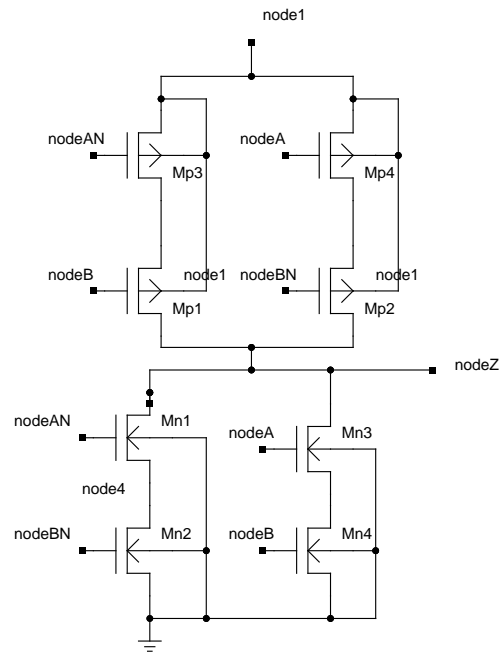 node1
nodeAN
nodeA
Mp3
Mp4
nodeB
node1
nodeBN
node1
Mp1
Mp2
nodeZ
nodeAN
Mn1
nodeA
Mn3
node4
nodeBN
Mn2
nodeB
Mn4